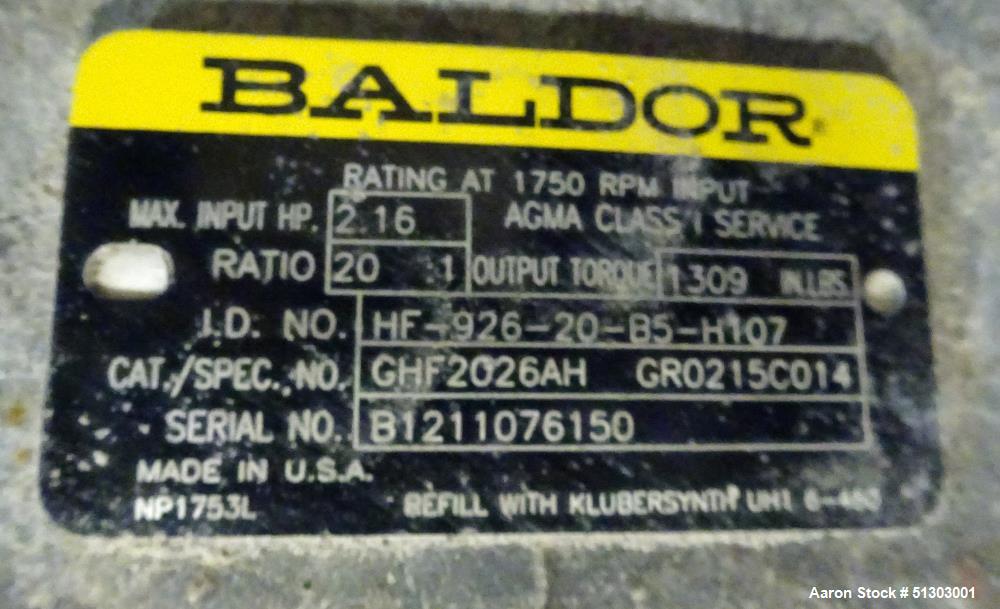 BALDOR
RATING AT 1750 RPM INPUT
MAX. INPUT HP. 2.16 AGMA CLASS I SERVICE
RATIO 20 :1 OUTPUT TORQUE 1309 IN.LBS
I.D. NO. HF-926-20-B5-H107
CAT./SPEC. NO. GHF2026AH GR0215C014
SERIAL NO. B1211076150
MADE IN U.S.A.
NP1753L REFILL WITH KLUBERSYNTH UH1
Aaron Stock # 51303001